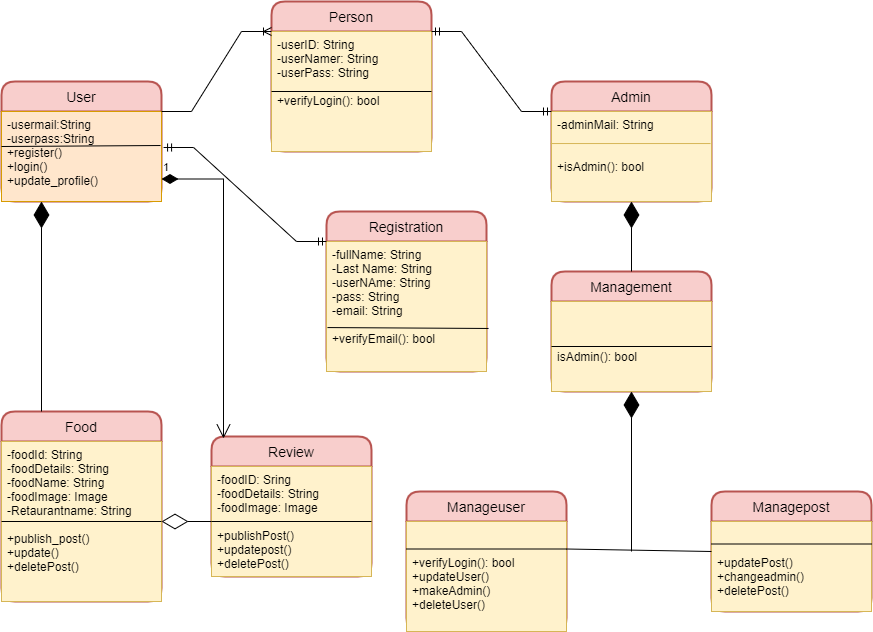 Person
-userID: String
-userNamer: String
-userPass: String
+verifyLogin(): bool
User
-usermail:String
-userpass:String
+register()
+login()
+update_profile()
1
Admin
-adminMail: String
+isAdmin(): bool
Registration
-fullName: String
-Last Name: String
-userNAme: String
-pass: String
-email: String
+verifyEmail(): bool
Management
isAdmin(): bool
Food
-foodId: String
-foodDetails: String
-foodName: String
-foodImage: Image
-Retaurantname: String
+publish_post()
+update()
+deletePost()
Review
-foodID: Sring
-foodDetails: String
-foodImage: Image
+publishPost()
+updatepost()
+deletePost()
Manageuser
+verifyLogin(): bool
+updateUser()
+makeAdmin()
+deleteUser()
Managepost
+updatePost()
+changeadmin()
+deletePost()